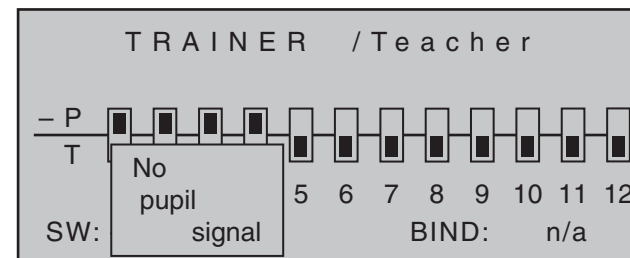 TRAINER /Teacher
– P
T
No
pupil
signal
5 6 7 8 9 10 11 12
SW: BIND: n/a